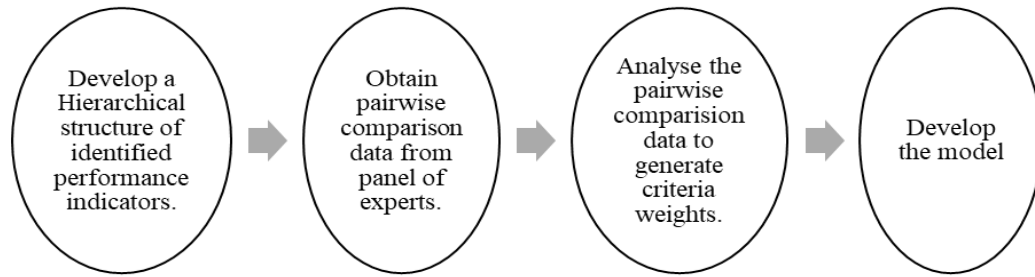 Develop a
Hierarchical
structure of
identified
performance
indicators.
Obtain
pairwise
comparison
data from
panel of
experts.
Analyse the
pairwise
comparision
data to
generate
criteria
weights.
Develop
the model